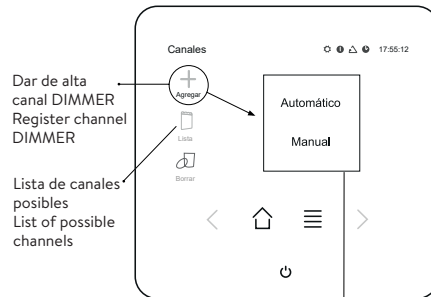 Canales
17:55:12
Dar de alta
canal DIMMER
Register channel
DIMMER
Agregar
Automático
Manual
Lista
Borrar
Lista de canales
posibles
List of possible
channels